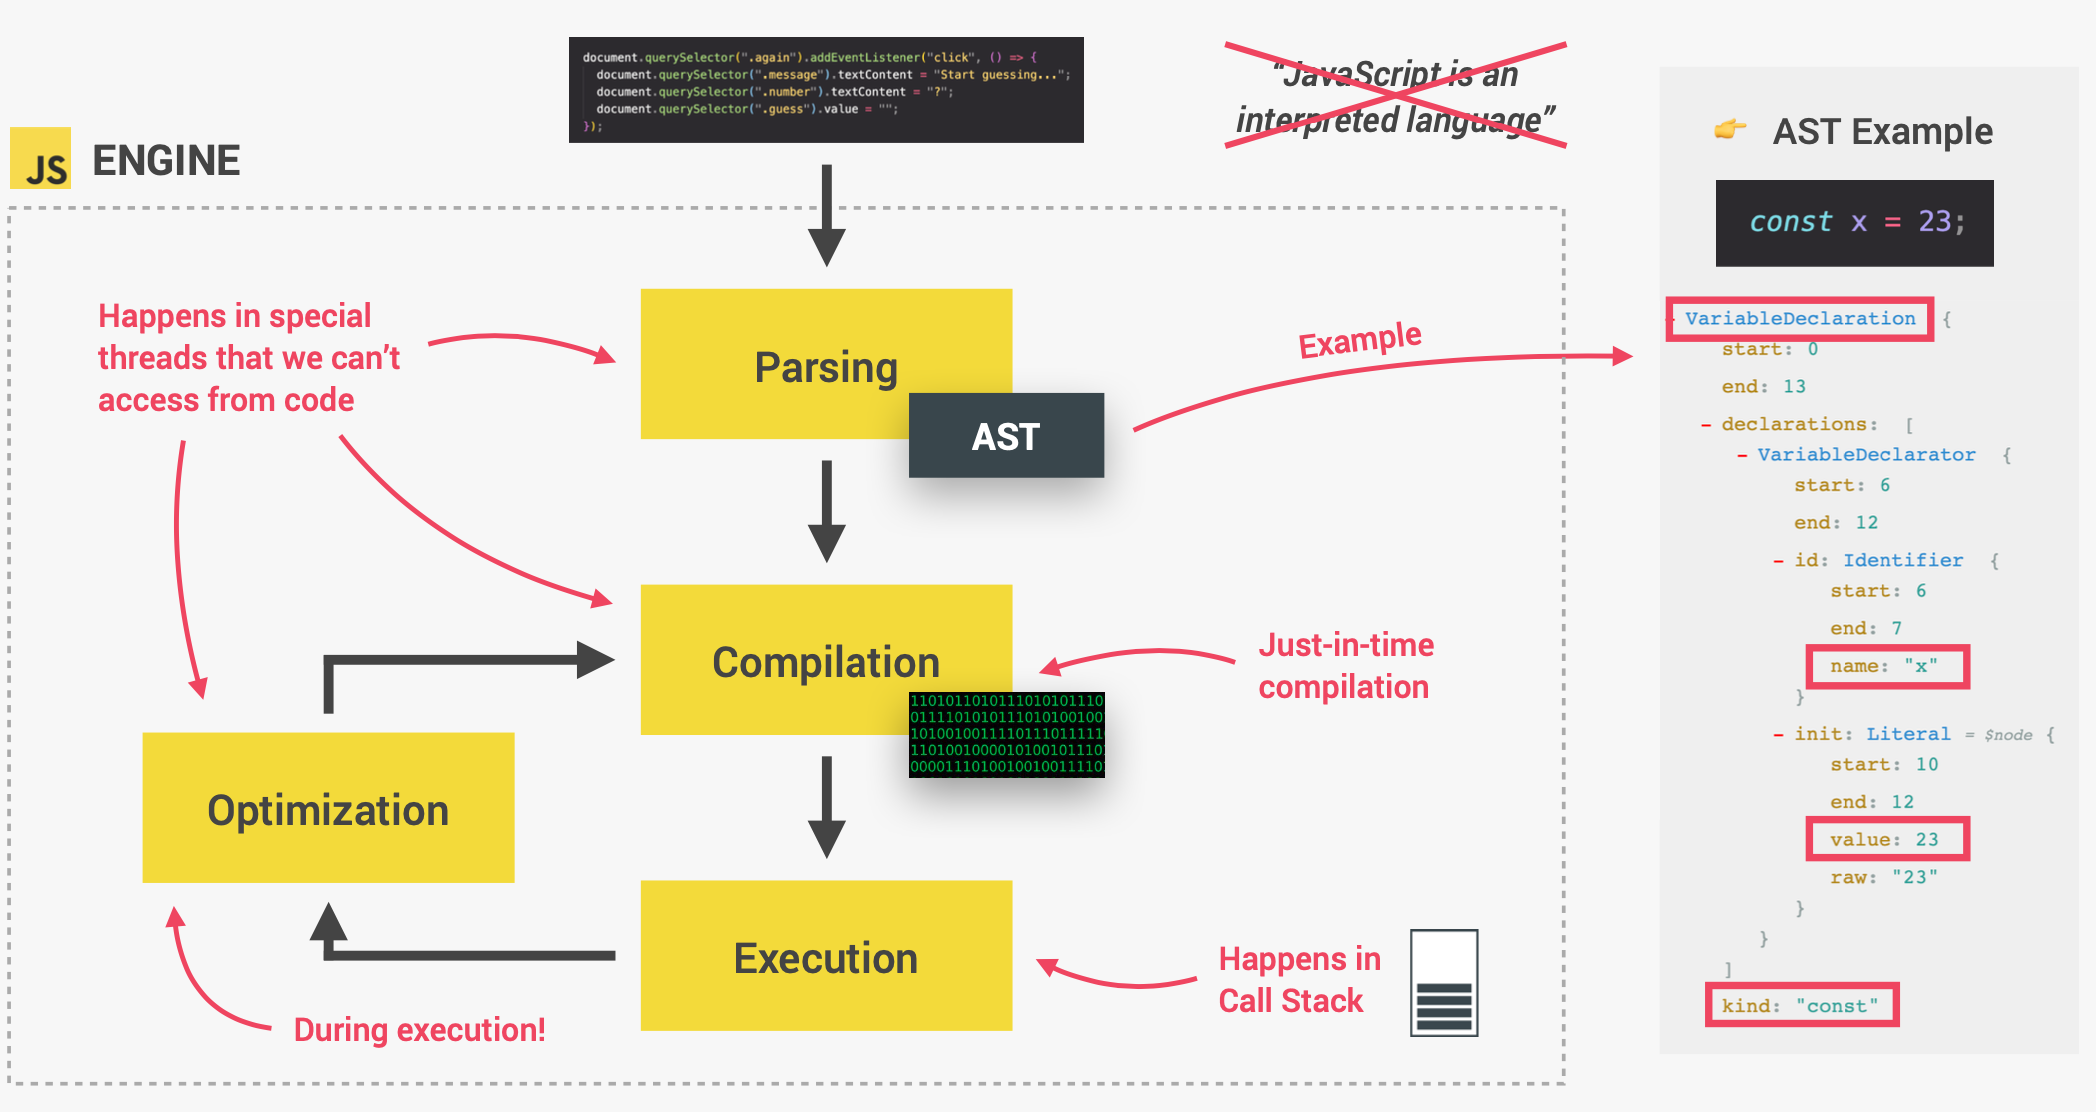 document.querySelector(".again").addEventListener("click", () => {
document.querySelector(".message").textContent = "Start guessing...";
document.querySelector(".number").textContent = "?";
document.querySelector(".guess").value = "";
});
“JavaScript is an
interpreted language”
JS ENGINE
Happens in special
threads that we can’t
access from code
Parsing
AST
Example
Compilation
1101011010111010101110
0111101010111010100100
101001001111011101111
110100100001010010111
000011101001001001111
Just-in-time
compilation
Optimization
Execution
During execution!
Happens in
Call Stack
👉 AST Example
const x = 23;
- VariableDeclaration {
start: 0
end: 13
- declarations: [
- VariableDeclarator {
start: 6
end: 12
- id: Identifier {
start: 6
end: 7
name: "x"
}
- init: Literal = $node {
start: 10
end: 12
value: 23
raw: "23"
}
}
]
kind: "const"